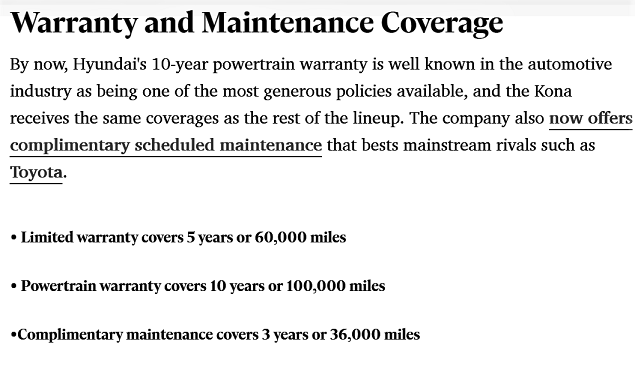 Warranty and Maintenance Coverage
By now, Hyundai's 10-year powertrain warranty is well known in the automotive
industry as being one of the most generous policies available, and the Kona
receives the same coverages as the rest of the lineup. The company also now offers
complimentary scheduled maintenance that bests mainstream rivals such as
Toyota.
• Limited warranty covers 5 years or 60,000 miles
• Powertrain warranty covers 10 years or 100,000 miles
•Complimentary maintenance covers 3 years or 36,000 miles